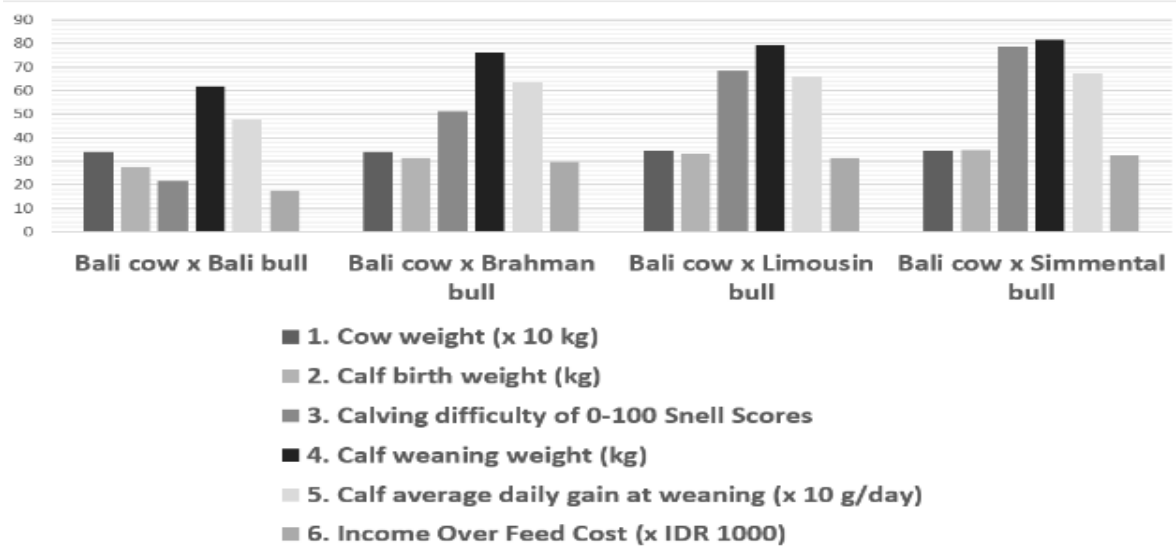 90
80
70
60
50
40
30
20
10
0
Bali cow x Bali bull
Bali cow x Brahman
bull
Bali cow x Limousin
bull
Bali cow x Simmental
bull
1. Cow weight (x 10 kg)
2. Calf birth weight (kg)
3. Calving difficulty of 0-100 Snell Scores
4. Calf weaning weight (kg)
5. Calf average daily gain at weaning (x 10 g/day)
6. Income Over Feed Cost (x IDR 1000)